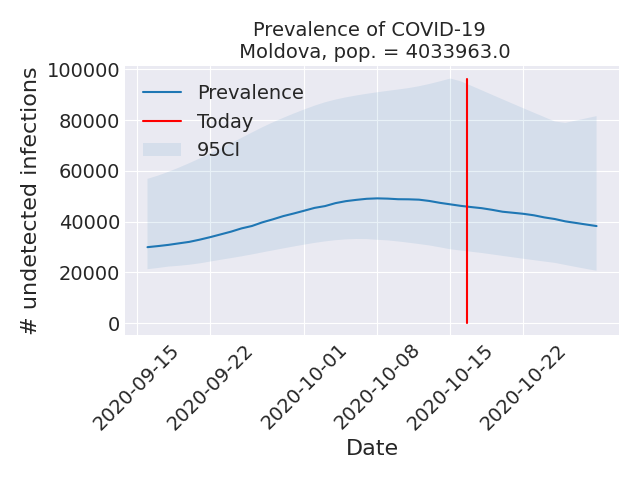 Prevalence of COVID-19
Moldova, pop. = 4033963.0
# undetected infections
100000
80000
60000
40000
20000
0
Prevalence
Today
95CI
2020-09-15
2020-09-22
2020-10-01
2020-10-08
2020-10-15
2020-10-22
Date